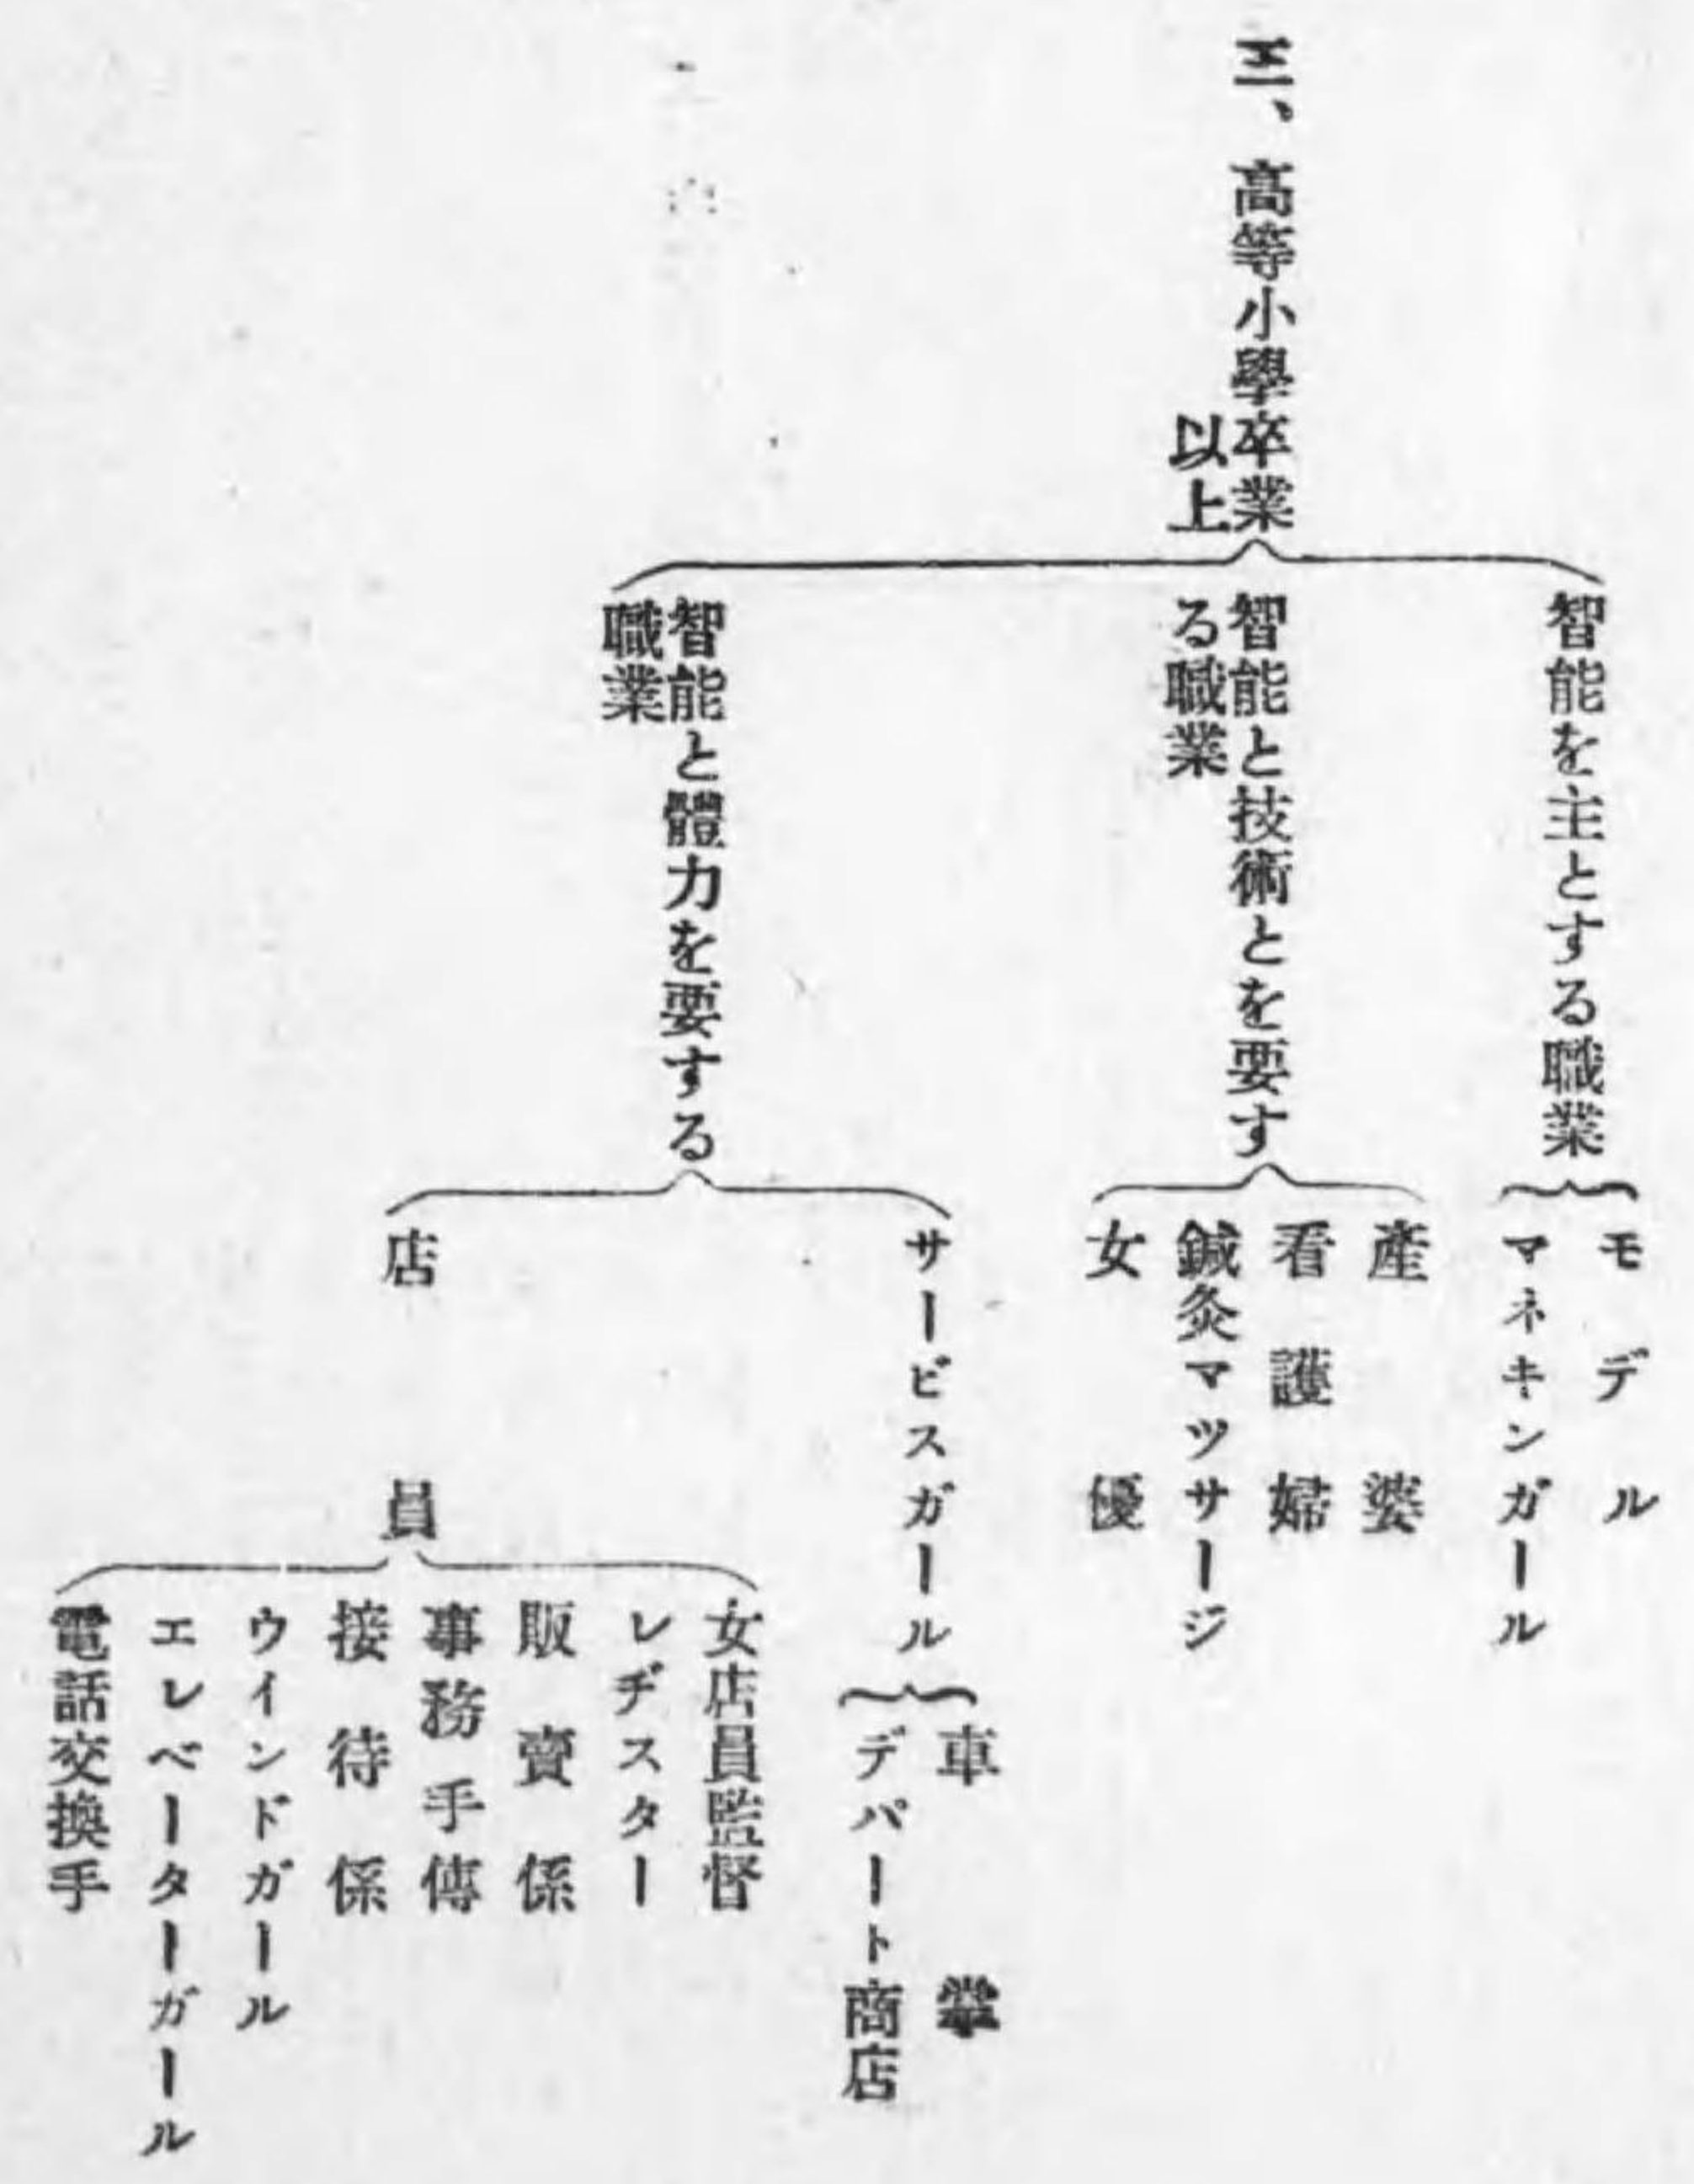 三、高等小學卒業
以上
智能を主とする職業
モデル
マネキンガール
智能と技術とを要す
る職業
產婆
看護婦
鍼灸マツサージ
女優
智能と體力を要する
職業
サービスガール
車掌
デパート商店
店員
女店員監督
レヂスター
販賣係
事務手傳
接待係
ウインドガール
エレベーターガール
電話交換手